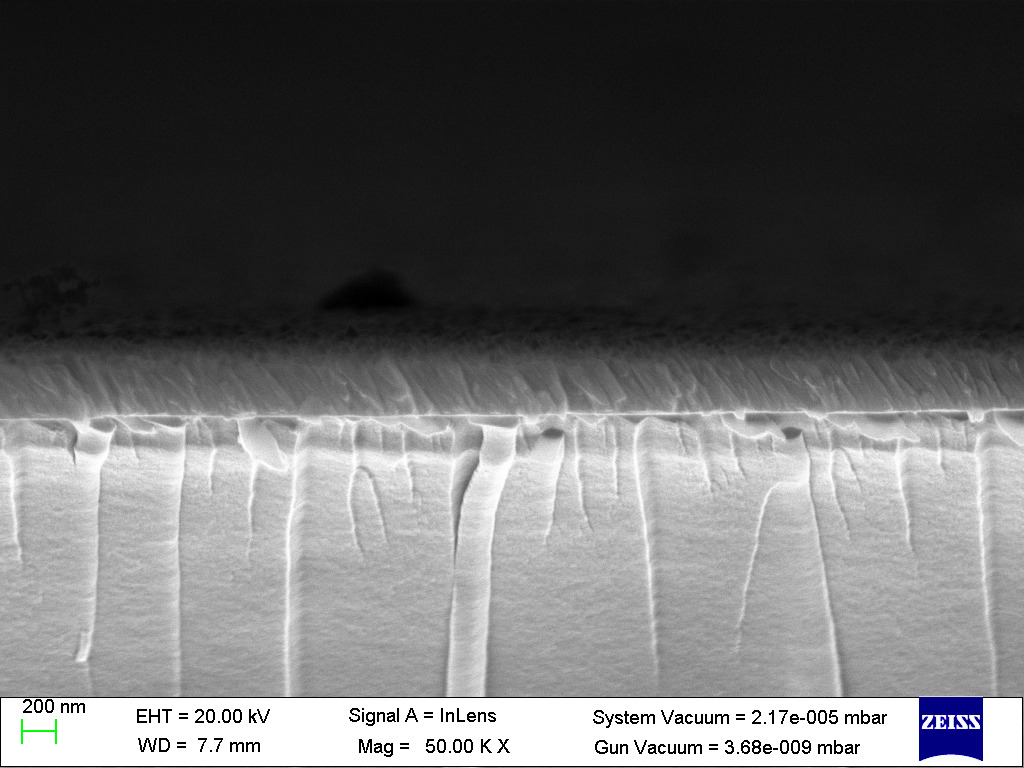 200 nm
EHT = 20.00 kV
Signal A = InLens
System Vacuum = 2.17e-005 mbar
ZEISS
WD = 7.7 mm
Mag = 50.00 K X
Gun Vacuum = 3.68e-009 mbar